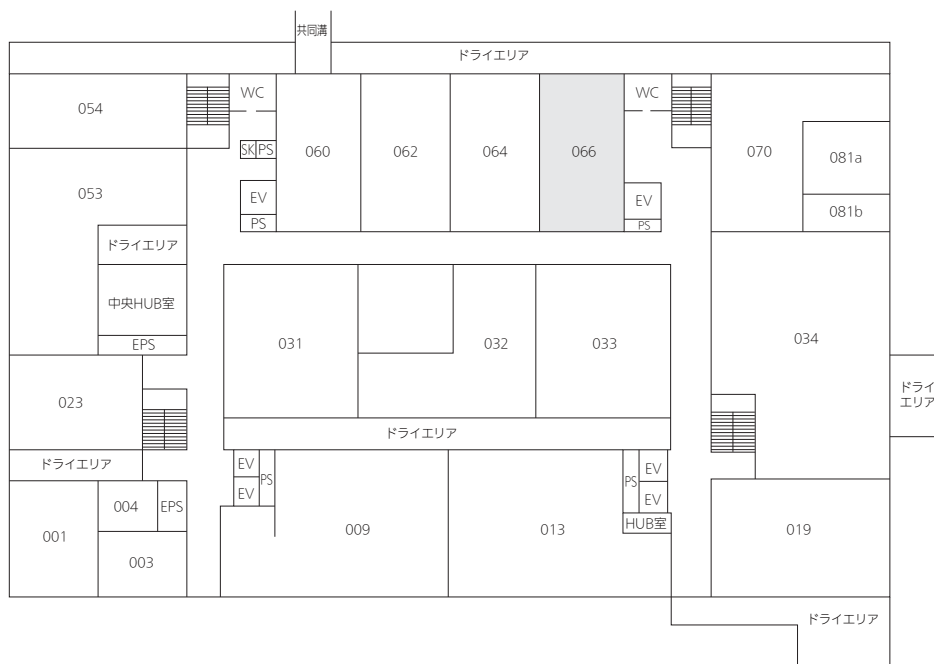 共同溝
ドライエリア
054
WC
060
062
064
066
WC
070
081a
SK
PS
053
EV
EV
081b
PS
PS
ドライエリア
中央HUB室
EPS
031
032
033
034
023
ドライ
エリア
ドライエリア
ドライエリア
EV
PS
EV
PS
EV
EV
001
004
EPS
003
009
013
HUB室
019
ドライエリア